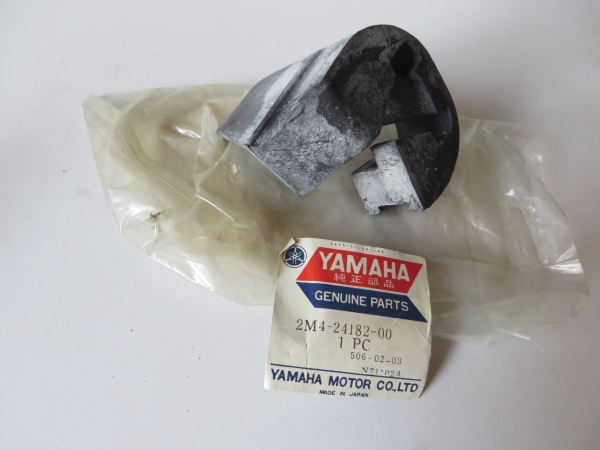 YAMAHA
純正部品
GENUINE PARTS
2M4-24182-00
1 PC
506-02-03
N711024
YAMAHA MOTOR CO.,LTD
MADE IN JAPAN